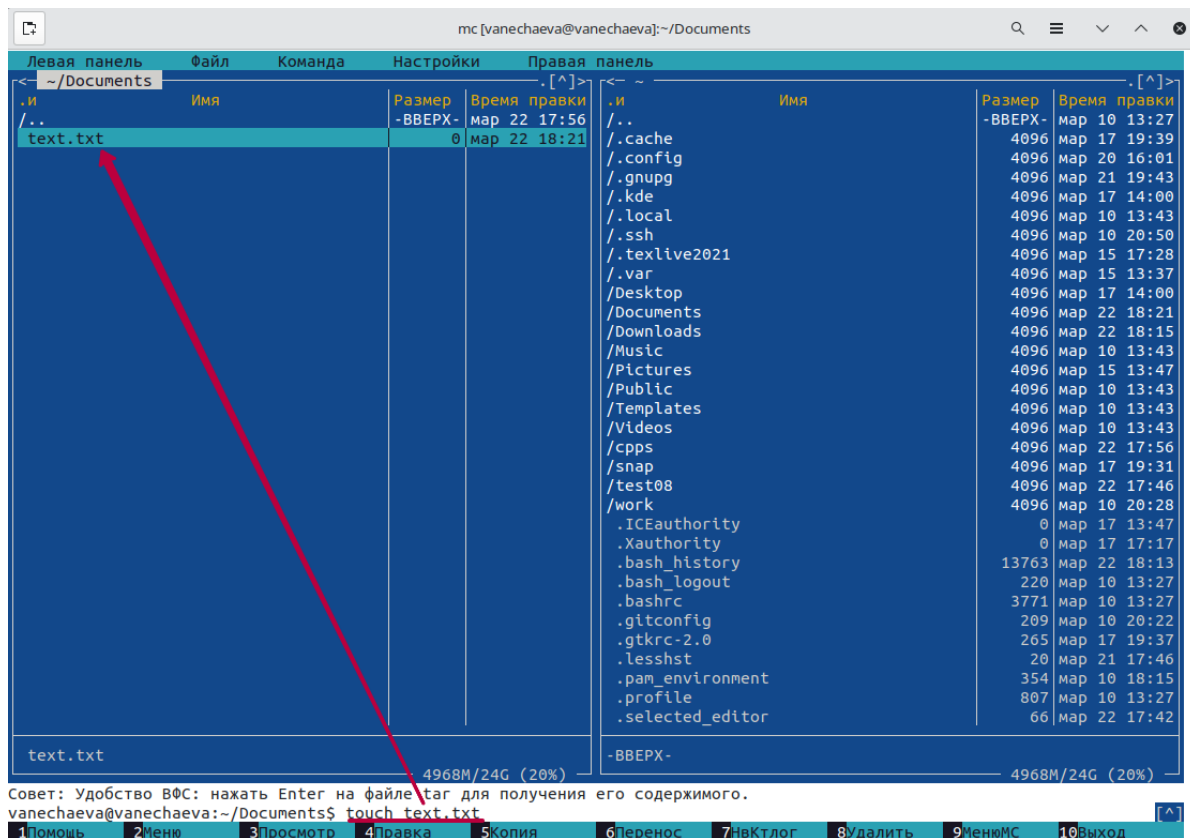 mc [vanechaeva@vanechaeva]:~/Documents
Левая панель Файл Команда Настройки Правая панель
<— ~/Documents .[^]>
.и Имя Размер Время правки
/.. -ВВЕРХ- мар 22 17:56
text.txt 0 мар 22 18:21
text.txt
4968M/24G (20%)
<— ~ .[^]>
.и Имя Размер Время правки
/.. -ВВЕРХ- мар 10 13:27
/.cache 4096 мар 17 19:39
/.config 4096 мар 20 16:01
/.gnupg 4096 мар 21 19:43
/.kde 4096 мар 17 14:00
/.local 4096 мар 10 13:43
/.ssh 4096 мар 10 20:50
/.texlive2021 4096 мар 15 17:28
/.var 4096 мар 15 13:37
/Desktop 4096 мар 17 14:00
/Documents 4096 мар 22 18:21
/Downloads 4096 мар 22 18:15
/Music 4096 мар 10 13:43
/Pictures 4096 мар 15 13:47
/Public 4096 мар 10 13:43
/Templates 4096 мар 10 13:43
/Videos 4096 мар 10 13:43
/cpps 4096 мар 22 17:56
/snap 4096 мар 17 19:31
/test08 4096 мар 22 17:46
/work 4096 мар 10 20:28
.ICEauthority 0 мар 17 13:47
.Xauthority 0 мар 17 17:17
.bash_history 13763 мар 22 18:13
.bash_logout 220 мар 10 13:27
.bashrc 3771 мар 10 13:27
.gitconfig 209 мар 10 20:22
.gtkrc-2.0 265 мар 17 19:37
.lesshst 20 мар 21 17:46
.pam_environment 354 мар 10 18:15
.profile 807 мар 10 13:27
.selected_editor 66 мар 22 17:42
-ВВЕРХ-
4968M/24G (20%)
Совет: Удобство ВФС: нажать Enter на файле tar для получения его содержимого.
vanechaeva@vanechaeva:~/Documents$ touch text.txt [^]
1Помощь 2Меню 3Просмотр 4Правка 5Копия 6Перенос 7НвКтлог 8Удалить 9МенюMC 10Выход